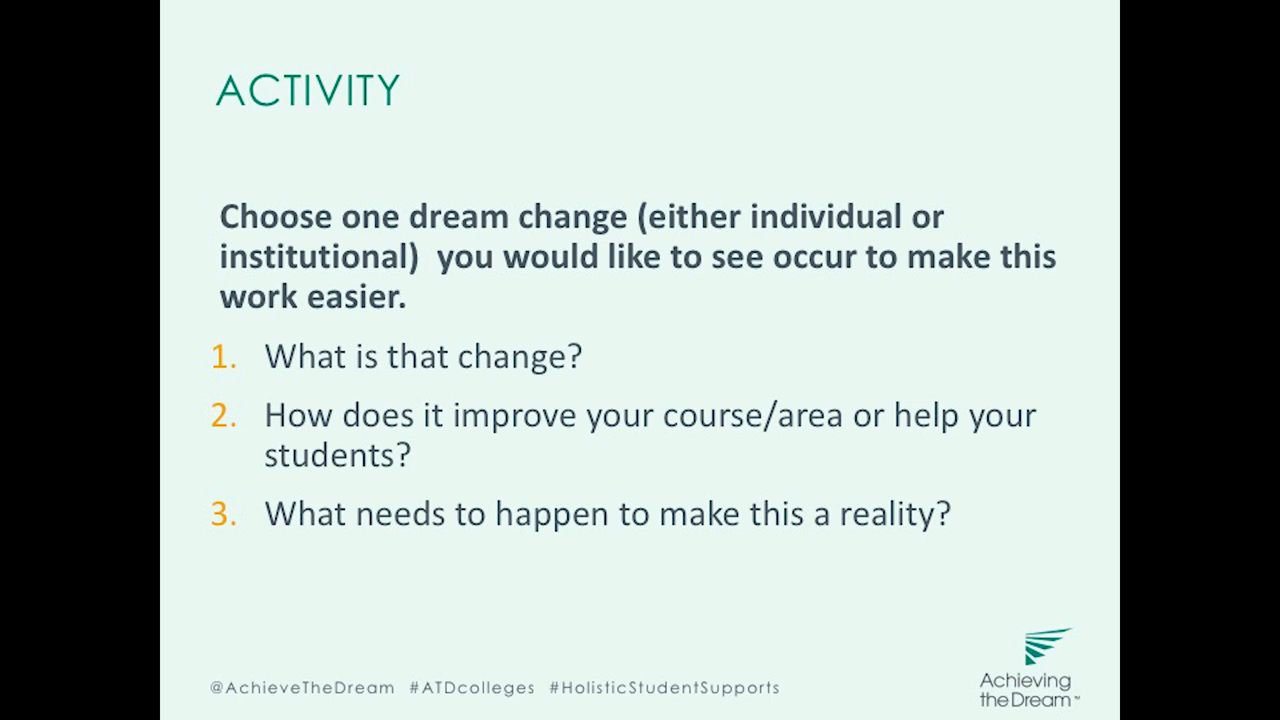 ACTIVITY
Choose one dream change (either individual or
institutional)  you would like to see occur to make this
work easier.
1. What is that change?
2. How does it improve your course/area or help your
students?
3. What needs to happen to make this a reality?
@AchieveTheDream #ATDcolleges #HolisticStudentSupports
Achieving
the Dream™